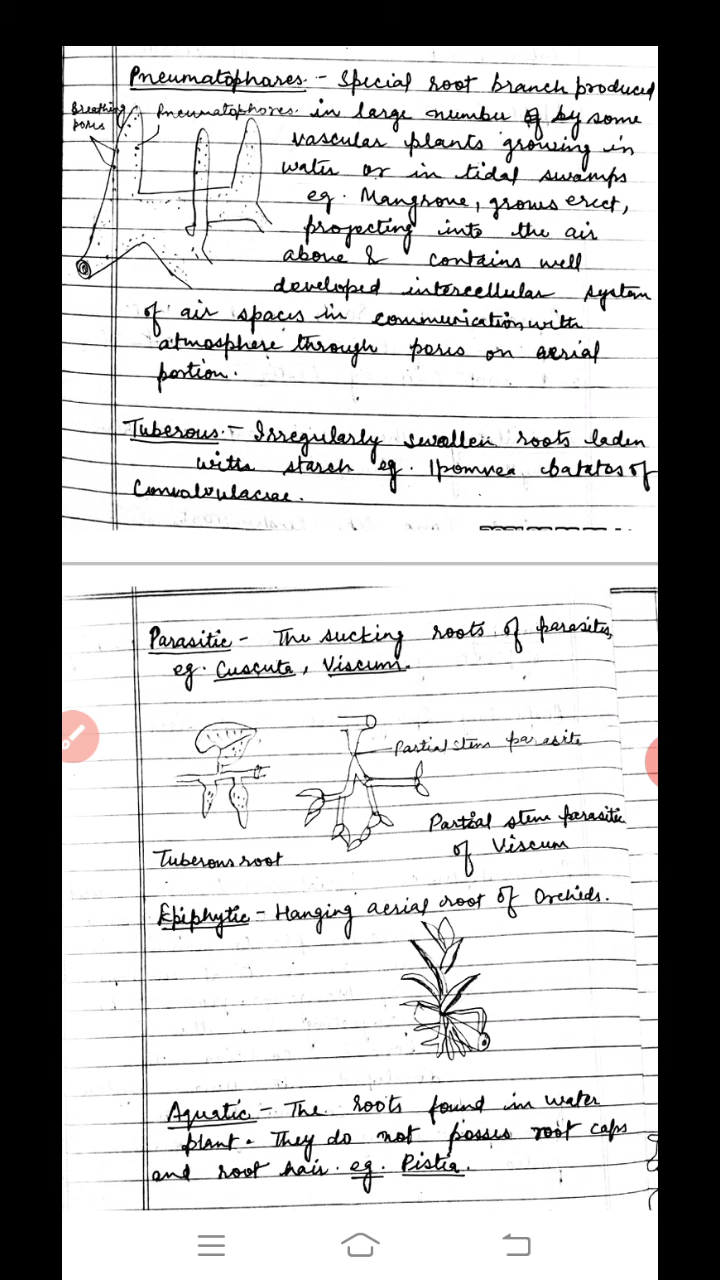 Pneumatophares - Special root branch produced
Breathing pores
Pneumatophores
in large number of by some
vascular plants growing in
water or in tidal swamps
eg. Mangrove, grows erect,
projecting into the air
above & contains well
developed intercellular system
of air spaces in communication with
atmosphere through pores on aerial
portion.
Tuberous - Irregularly swollen roots laden
with starch eg. Ipomvea batatas of
Convalvulacae.
Parasitic - The sucking roots of parasites,
eg. Cuscuta, Viscum.
Partial stem parasite
Partial stem parasitic
of Viscum
Tuberous root
Epiphytic - Hanging aerial root of Orchids.
Aquatic - The roots found in water
plant. They do not posses root caps
and root hair. eg. Pistia.